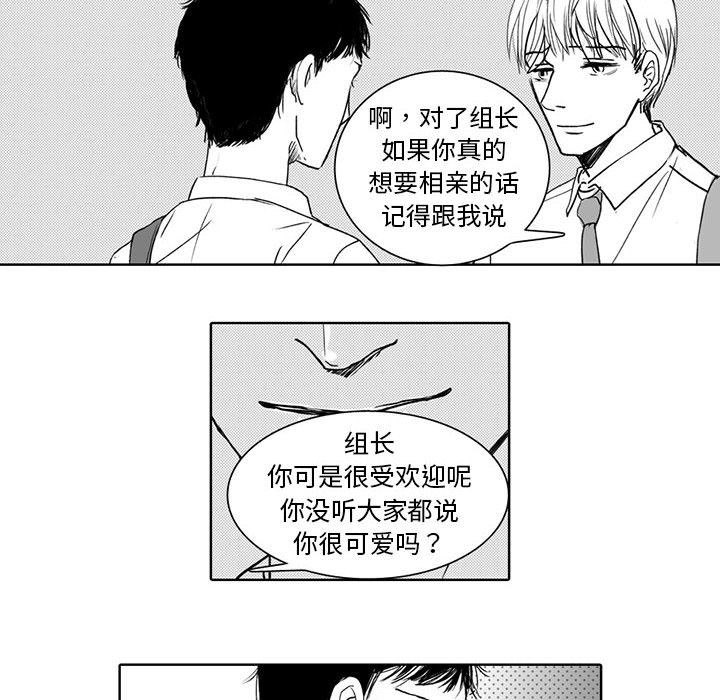 啊，对了组长
如果你真的
想要相亲的话
记得跟我说
组长
你可是很受欢迎呢
你没听大家都说
你很可爱吗？